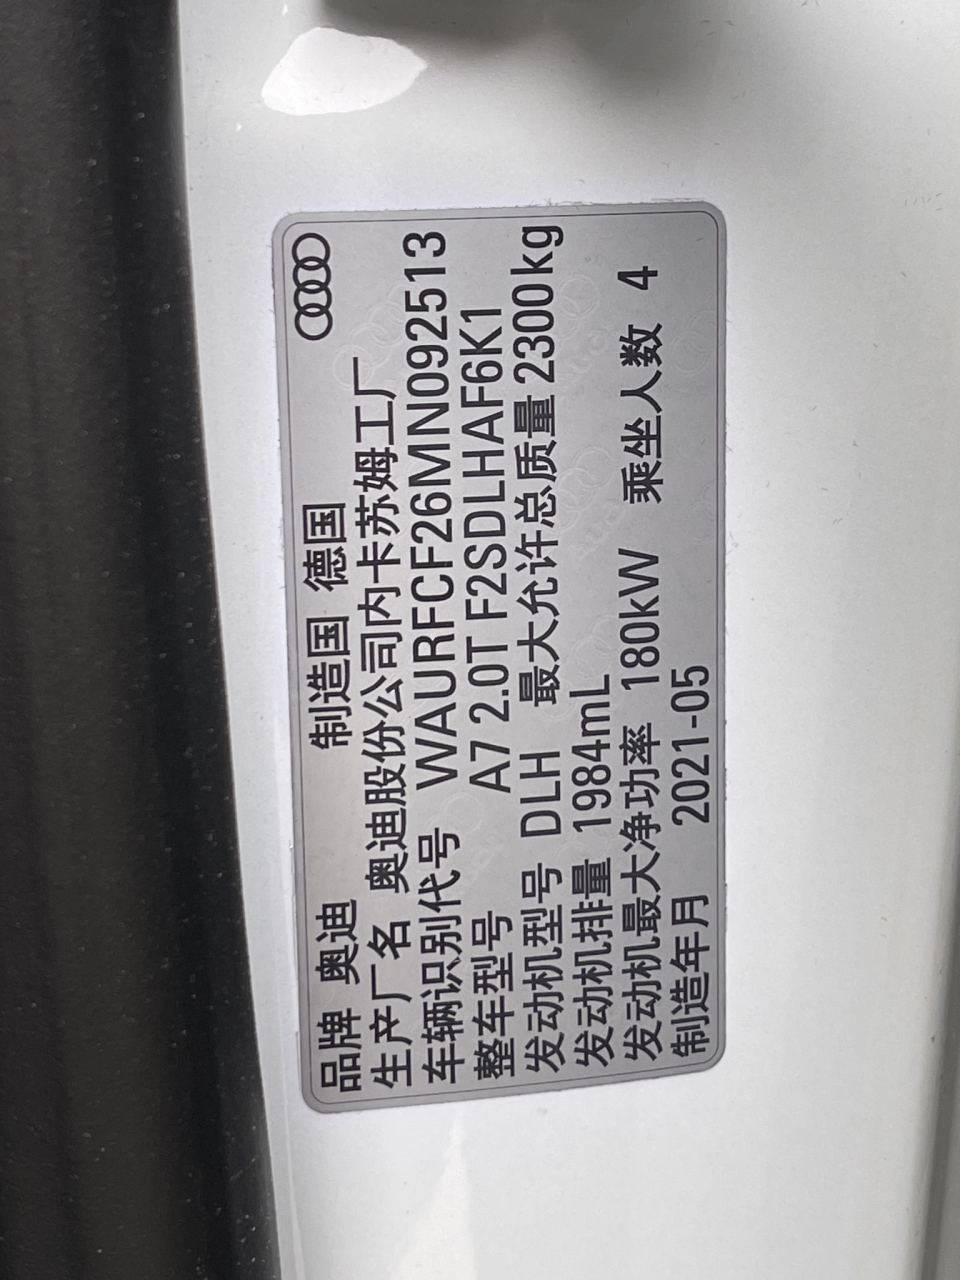 品牌 奥迪 制造国 德国
生产厂名 奥迪股份公司内卡苏姆工厂
车辆识别代号 WAURFCF26MN092513
整车型号 A7 2.0T F2SDLHAF6K1
发动机型号 DLH 最大允许总质量 2300kg
发动机排量 1984mL
发动机最大净功率 180kW 乘坐人数 4
制造年月 2021-05